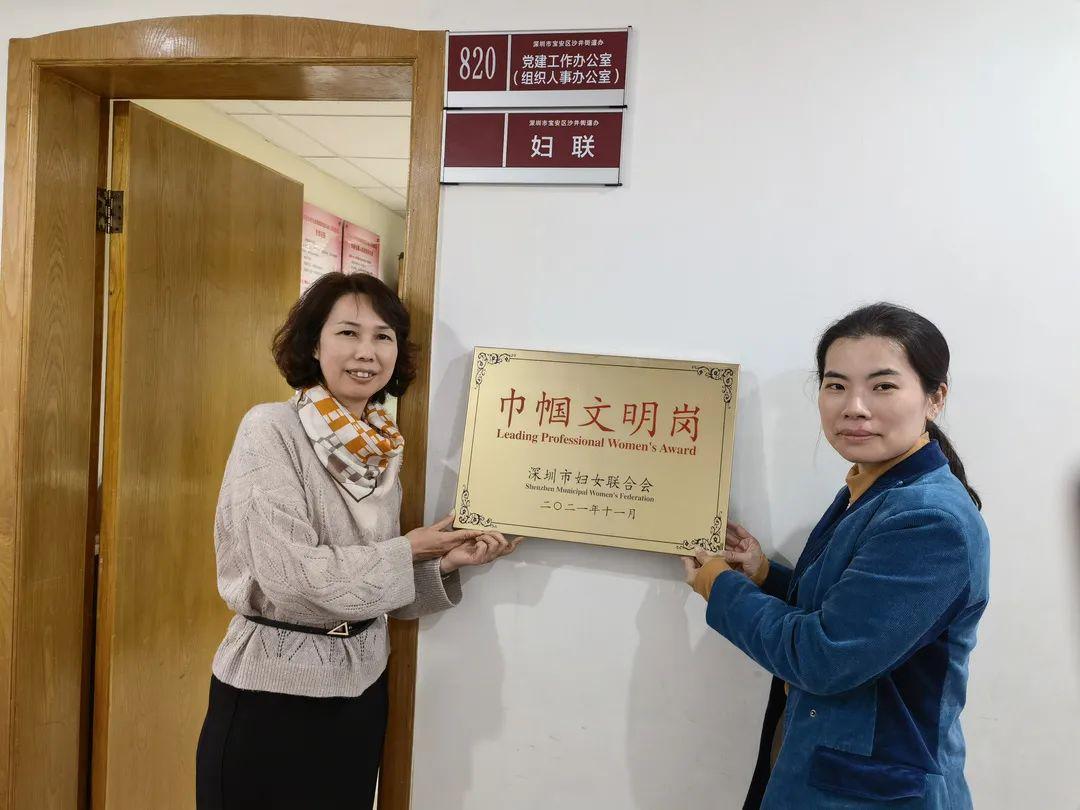 820
深圳市宝安区沙井街道办
党建工作办公室
（组织人事办公室）
深圳市宝安区沙井街道办
妇 联
巾帼文明岗
Leading Professional Women's Award
深圳市妇女联合会
Shenzhen Municipal Women's Federation
二〇二一年十一月